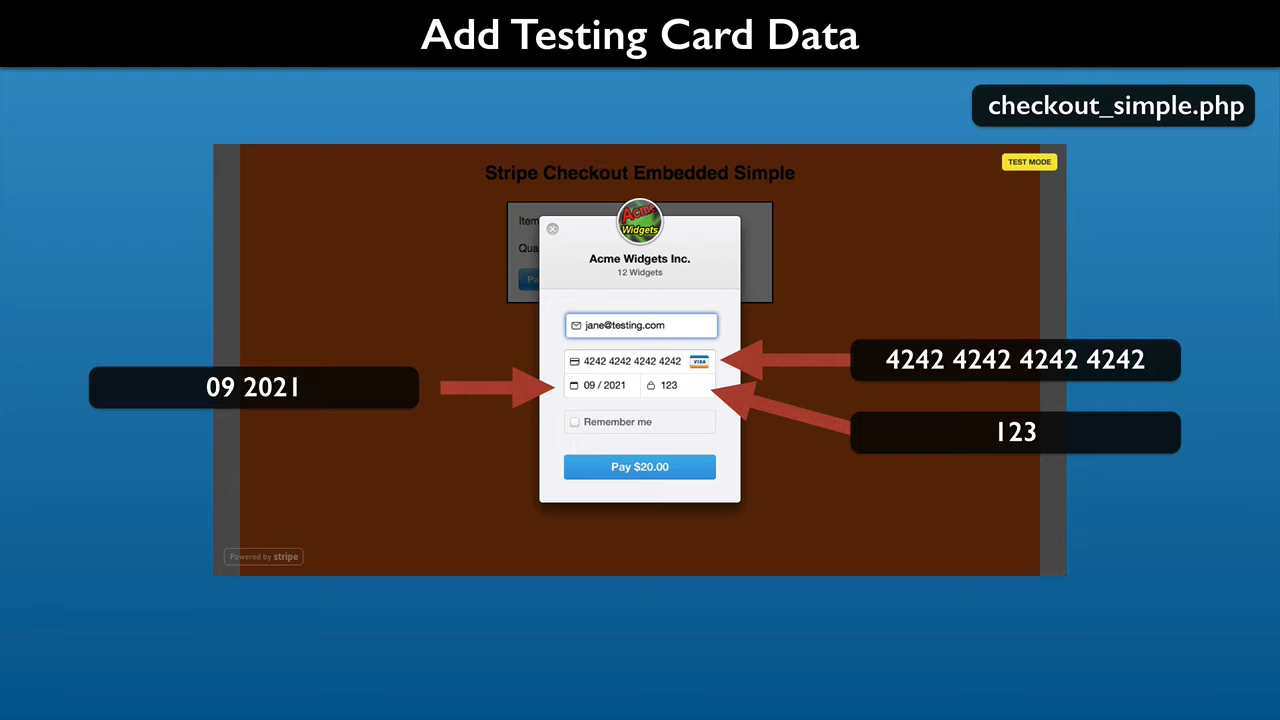 Add Testing Card Data
checkout_simple.php
TEST MODE
Stripe Checkout Embedded Simple
Acme
Widgets
Item
Qua
Acme Widgets Inc.
12 Widgets
jane@testing.com
4242 4242 4242 4242 VISA
4242 4242 4242 4242
09 2021
09 / 2021 123
123
Remember me
Pay $20.00
Powered by stripe